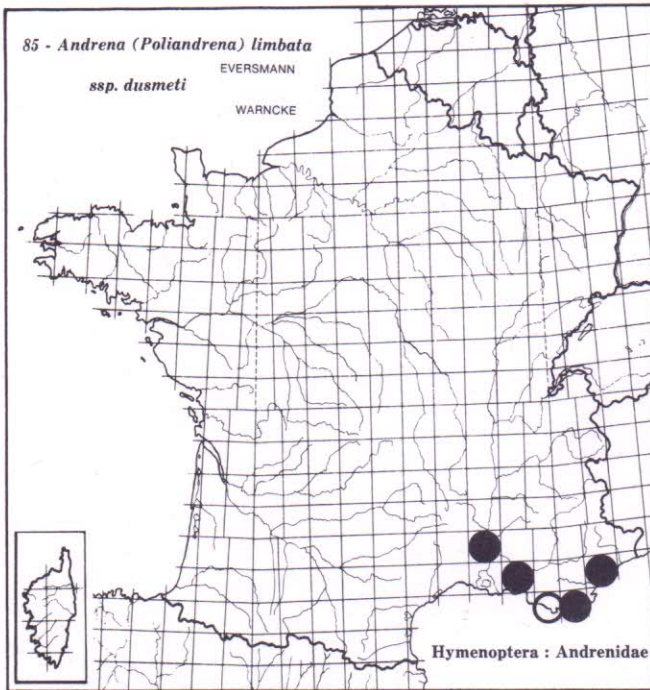 85 - Andrena (Poliandrena) limbata
EVERSMANN
ssp. dusmeti
WARNCKE
Hymenoptera : Andrenidae